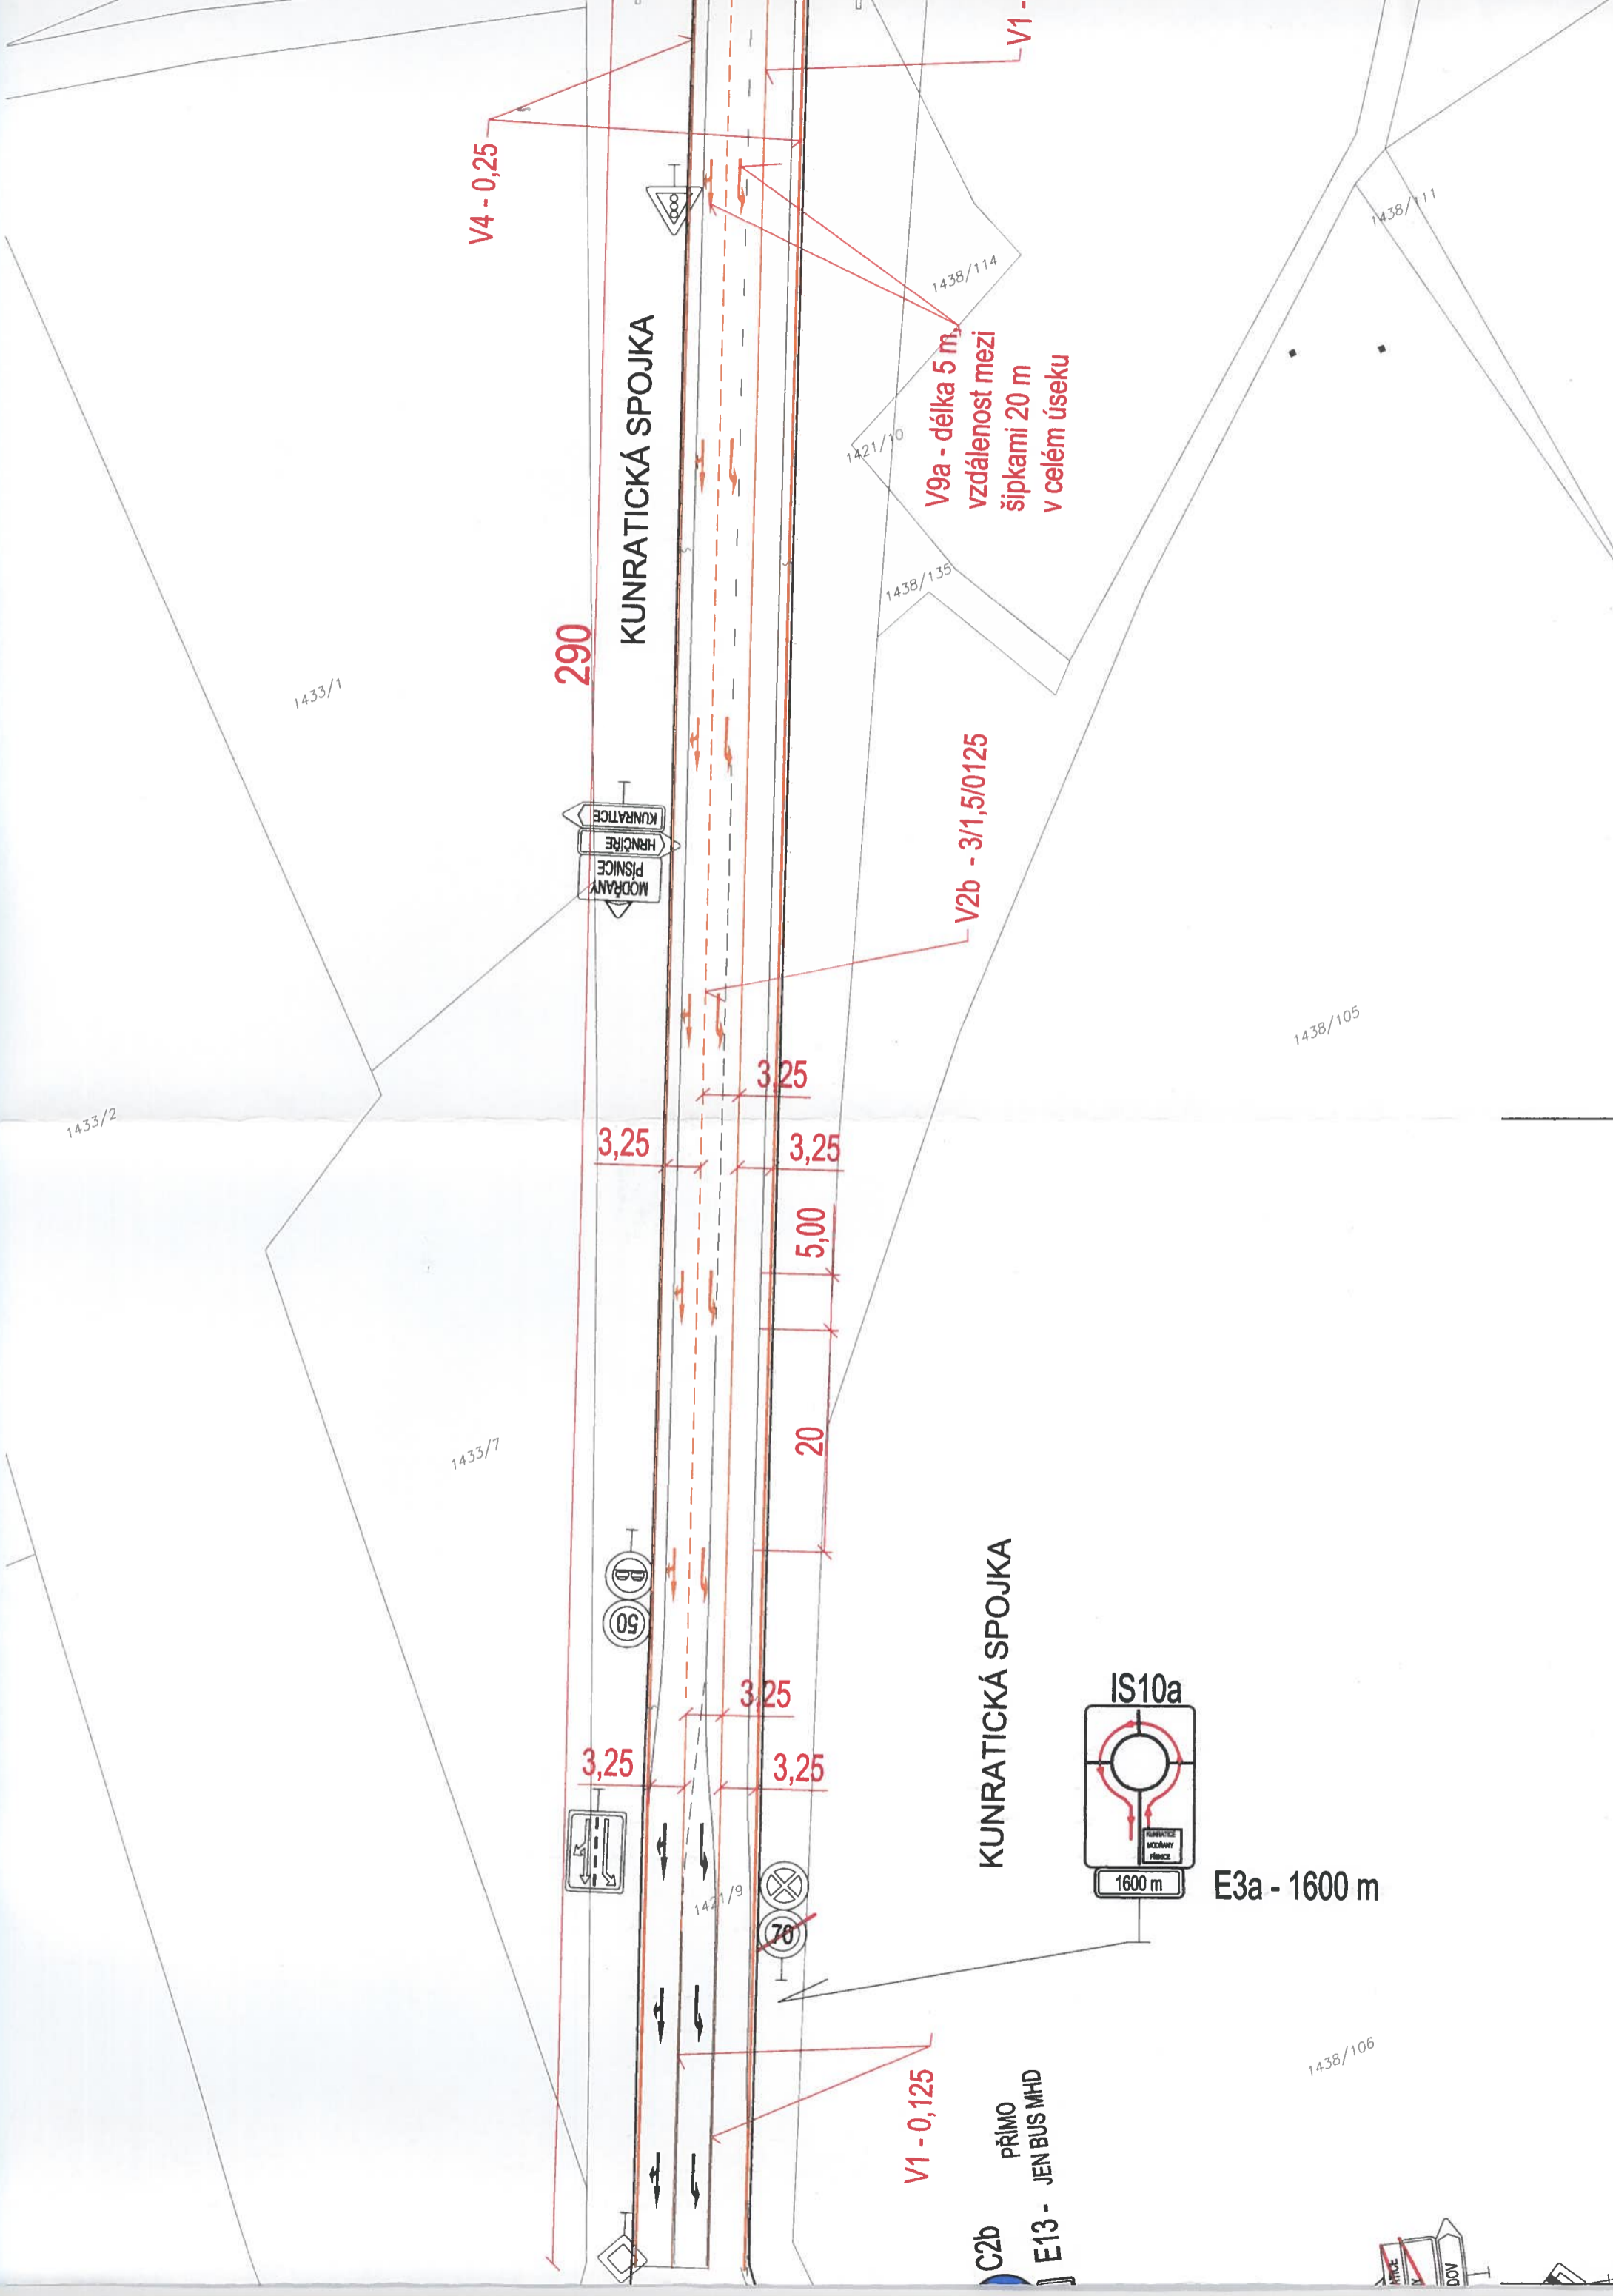 V4 - 0,25
V1 -
KUNRATICKÁ SPOJKA
290
1438/111
1438/114
1421/10
1438/135
V9a - délka 5 m,
vzdálenost mezi
šipkami 20 m
v celém úseku
1433/1
KUNRATICE
HRNČÍŘE
PÍSNICE
MODŘANY
V2b - 3/1,5/0125
1438/105
1433/2
3,25
3,25
3,25
5,00
20
1433/7
50
3,25
3,25
3,25
KUNRATICKÁ SPOJKA
IS10a
KUNRATICE
MODŘANY
PÍSNICE
1600 m
E3a - 1600 m
1421/9
70
1438/106
V1 - 0,125
C2b
PŘÍMO
E13 - JEN BUS MHD
DOV